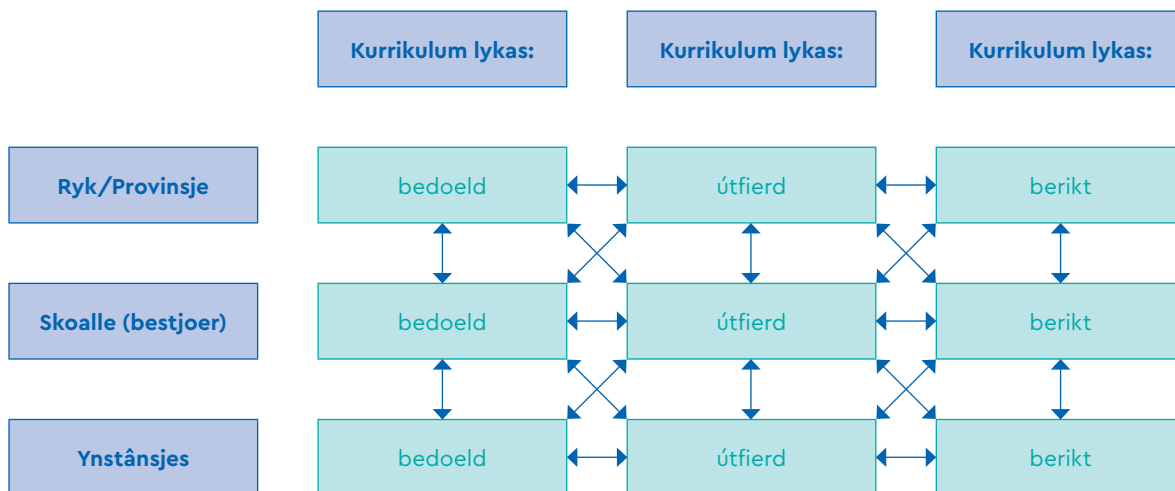 Kurrikulum lykas:
Kurrikulum lykas:
Kurrikulum lykas:
Ryk/Provinsje
bedoeld
útfierd
berikt
Skoalle (bestjoer)
bedoeld
útfierd
berikt
Ynstânsjes
bedoeld
útfierd
berikt